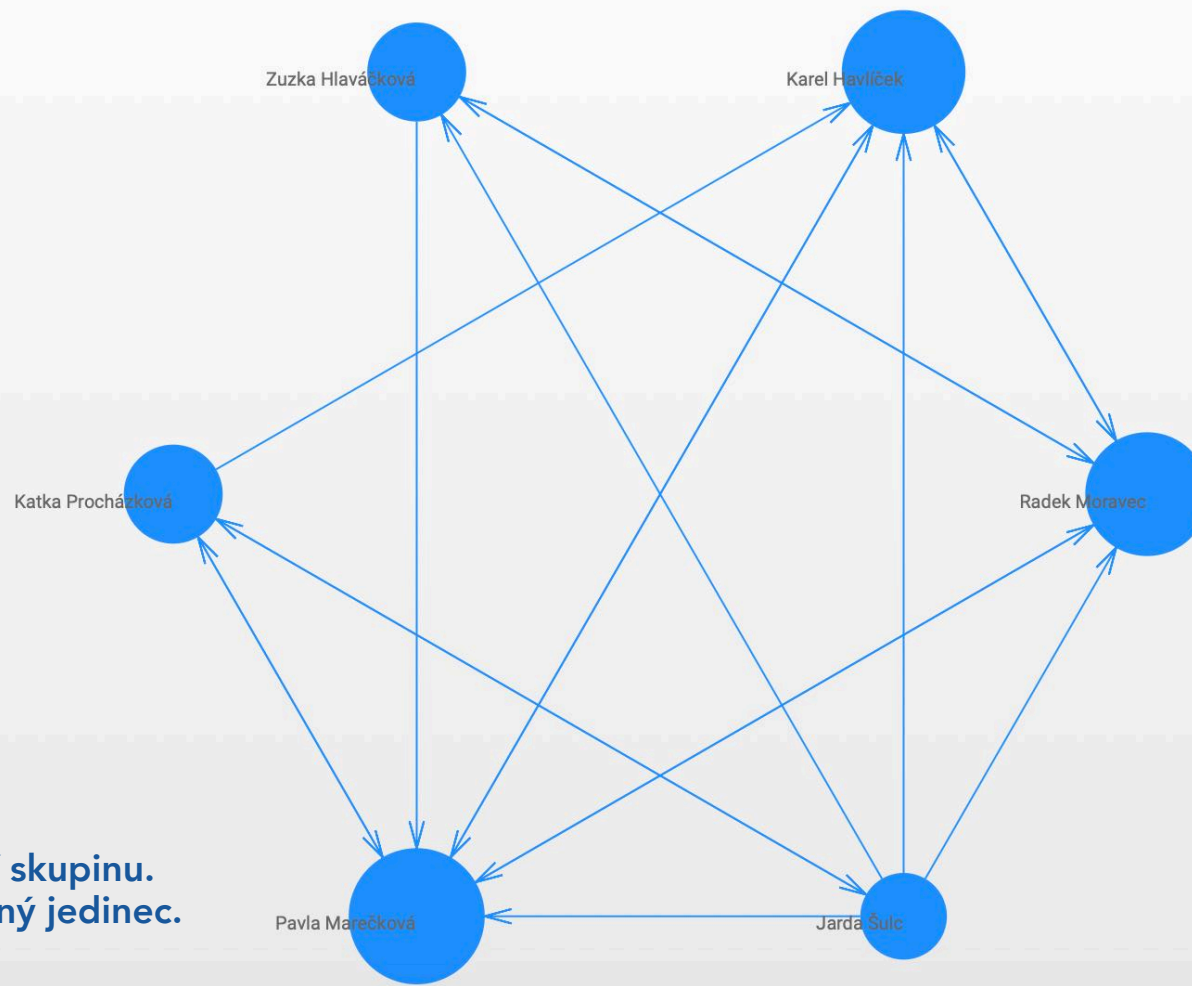 Zuzka Hlaváčková
Karel Havlíček
Katka Procházková
Radek Moravec
skupinu.
ný jedinec.
Pavla Marečková
Jarda Šulc